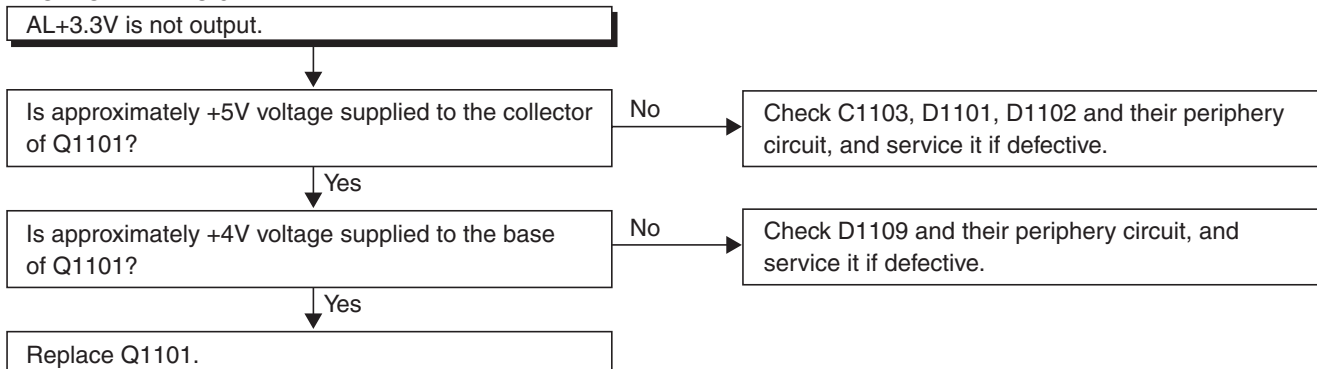 AL+3.3V is not output.
Is approximately +5V voltage supplied to the collector
of Q1101?
No
Check C1103, D1101, D1102 and their periphery
circuit, and service it if defective.
Yes
Is approximately +4V voltage supplied to the base
of Q1101?
No
Check D1109 and their periphery circuit, and
service it if defective.
Yes
Replace Q1101.